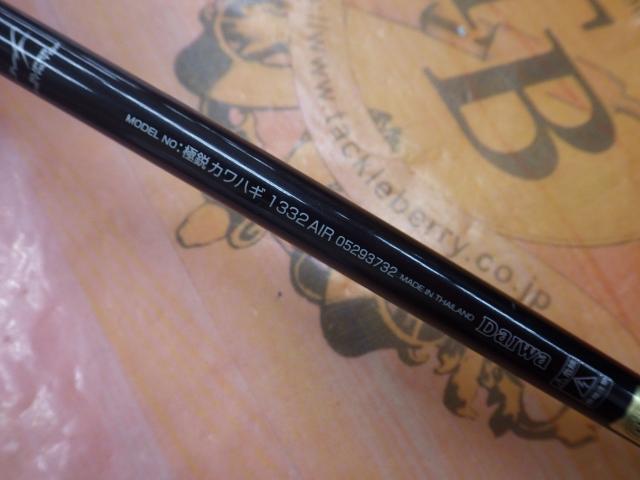 MODEL NO: 極鋭 カワハギ 1332 AIR 05293732 MADE IN THAILAND Daiwa
TB
www.tackleberry.co.jp